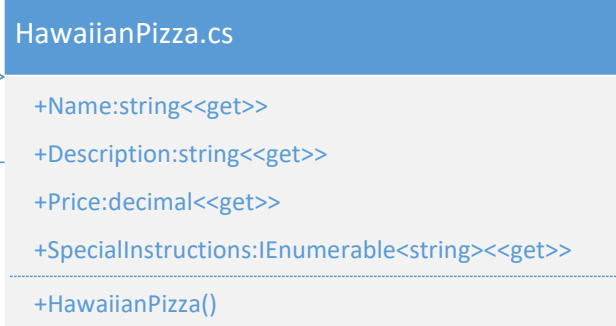 HawaiianPizza.cs
+Name:string<<get>>
+Description:string<<get>>
+Price:decimal<<get>>
+SpecialInstructions:IEnumerable<string><<get>>
+HawaiianPizza()